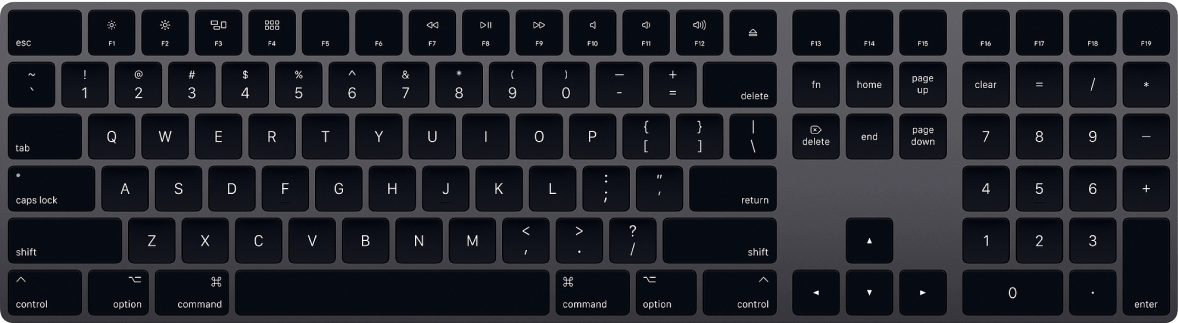 esc F1 F2 F3 F4 F5 F6 F7 F8 F9 F10 F11 F12 F13 F14 F15 F16 F17 F18 F19
~ ! @ # $ % ^ & * ( ) — +
` 1 2 3 4 5 6 7 8 9 0 - = delete fn home page up clear = / *
tab Q W E R T Y U I O P { [ } ] | \ delete end page down 7 8 9 —
caps lock A S D F G H J K L : ; " ' return 4 5 6 +
shift Z X C V B N M < , > . ? / shift ▲ 1 2 3
⌃ control ⌥ option ⌘ command ⌘ command ⌥ option ⌃ control ◄ ▼ ► 0 . enter